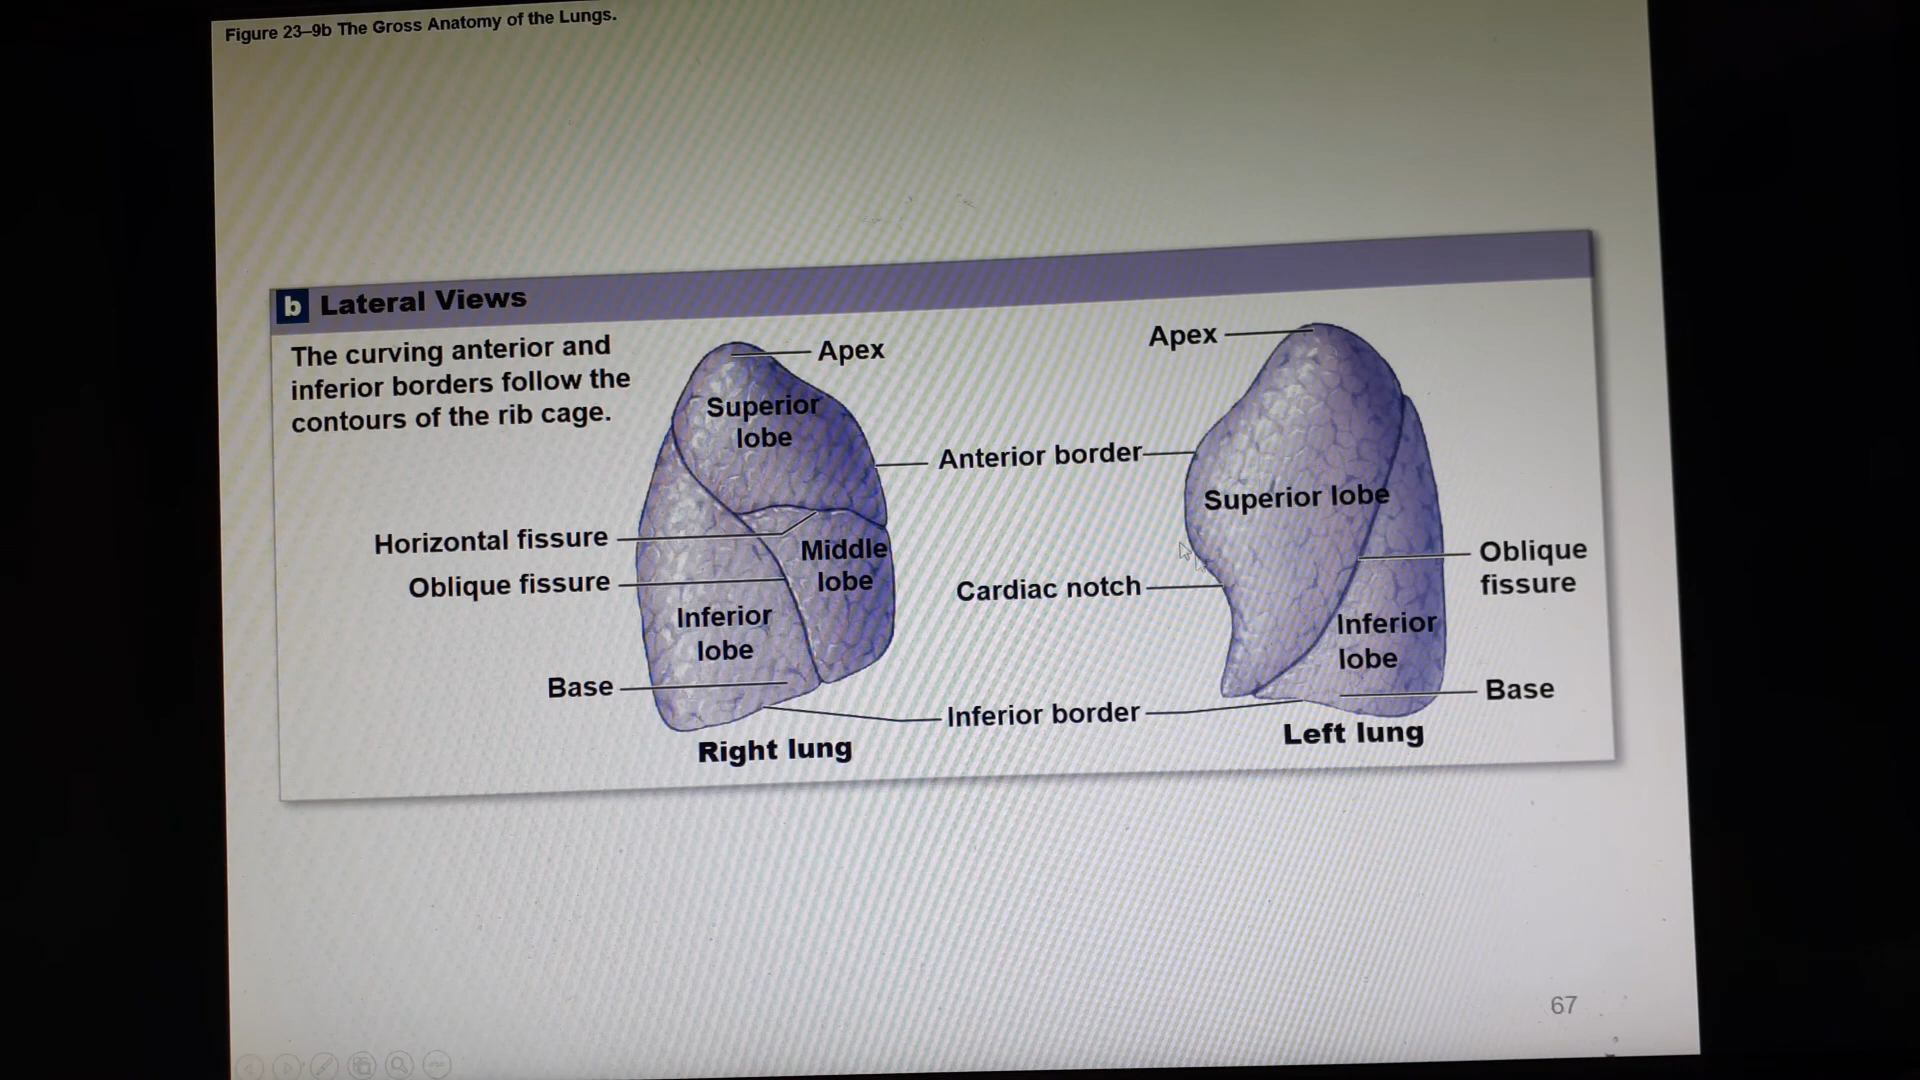 Figure 23–9b The Gross Anatomy of the Lungs.
b Lateral Views
The curving anterior and
inferior borders follow the
contours of the rib cage.
Apex
Superior
lobe
Horizontal fissure
Oblique fissure
Middle
lobe
Inferior
lobe
Base
Right lung
Anterior border
Cardiac notch
Inferior border
Apex
Superior lobe
Oblique
fissure
Inferior
lobe
Base
Left lung
67